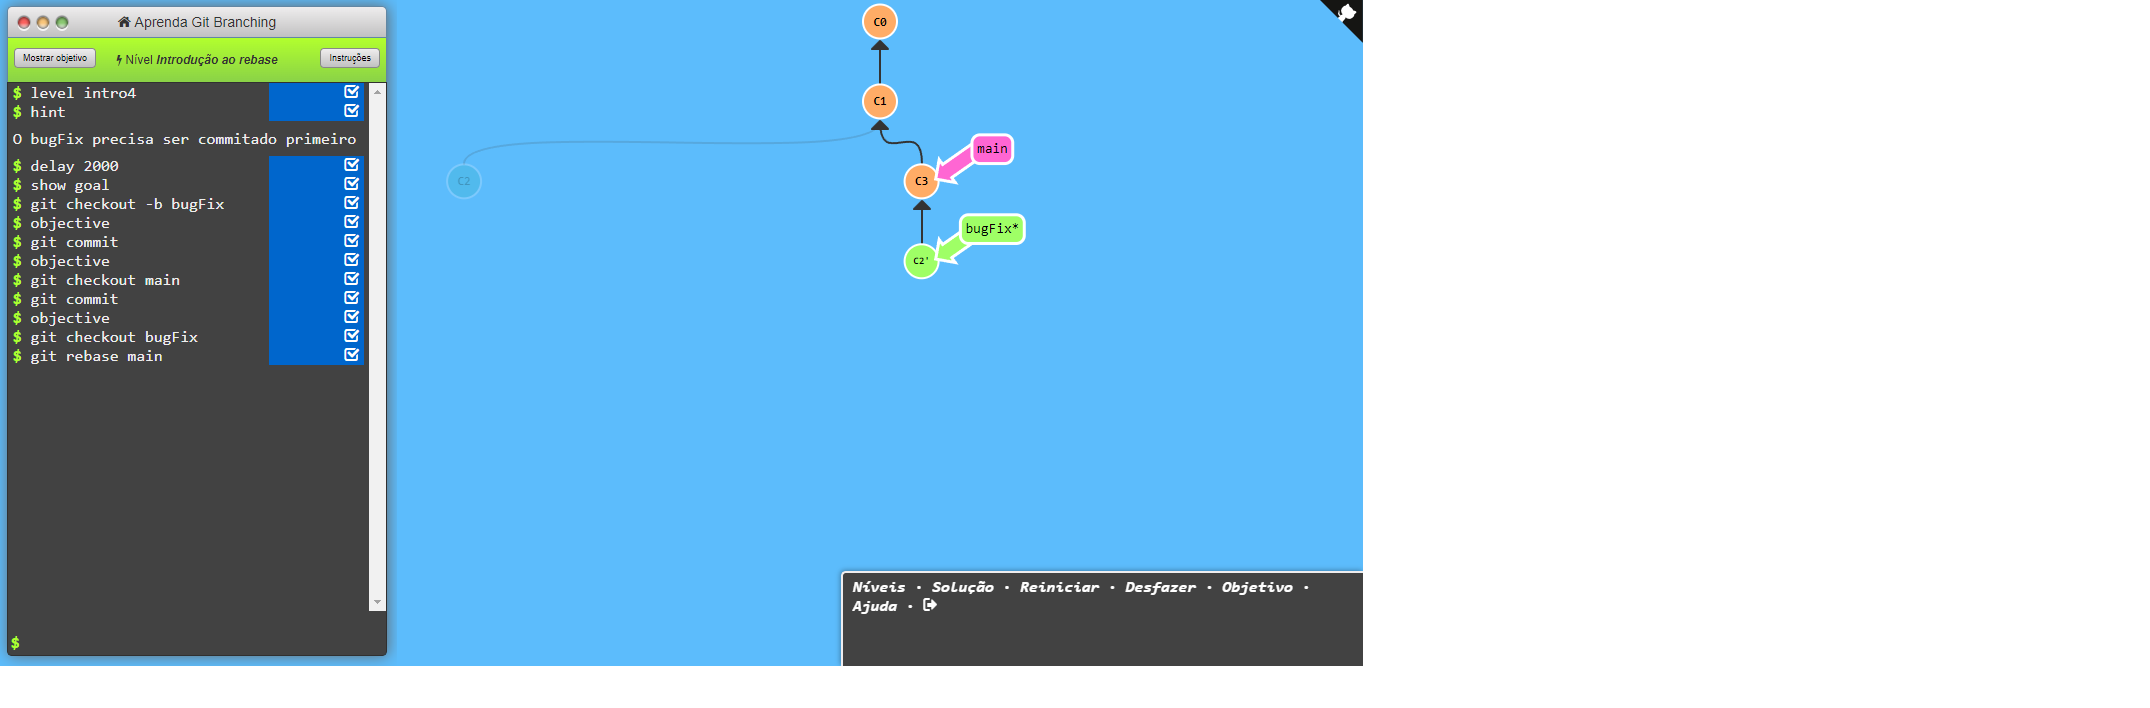 Aprenda Git Branching
Mostrar objetivo
Nível Introdução ao rebase
Instruções
$ level intro4
$ hint
O bugFix precisa ser commitado primeiro
$ delay 2000
$ show goal
$ git checkout -b bugFix
$ objective
$ git commit
$ objective
$ git checkout main
$ git commit
$ objective
$ git checkout bugFix
$ git rebase main
$
C0
C1
main
C2
C3
bugFix*
C2'
Níveis · Solução · Reiniciar · Desfazer · Objetivo ·
Ajuda ·